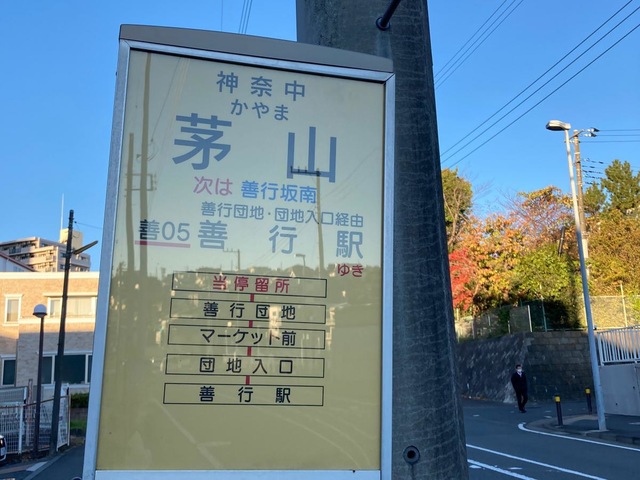 神奈中
かやま
茅山
次は 善行坂南
善行団地・団地入口経由
善05 善行駅
ゆき
当停留所
善行団地
マーケット前
団地入口
善行駅